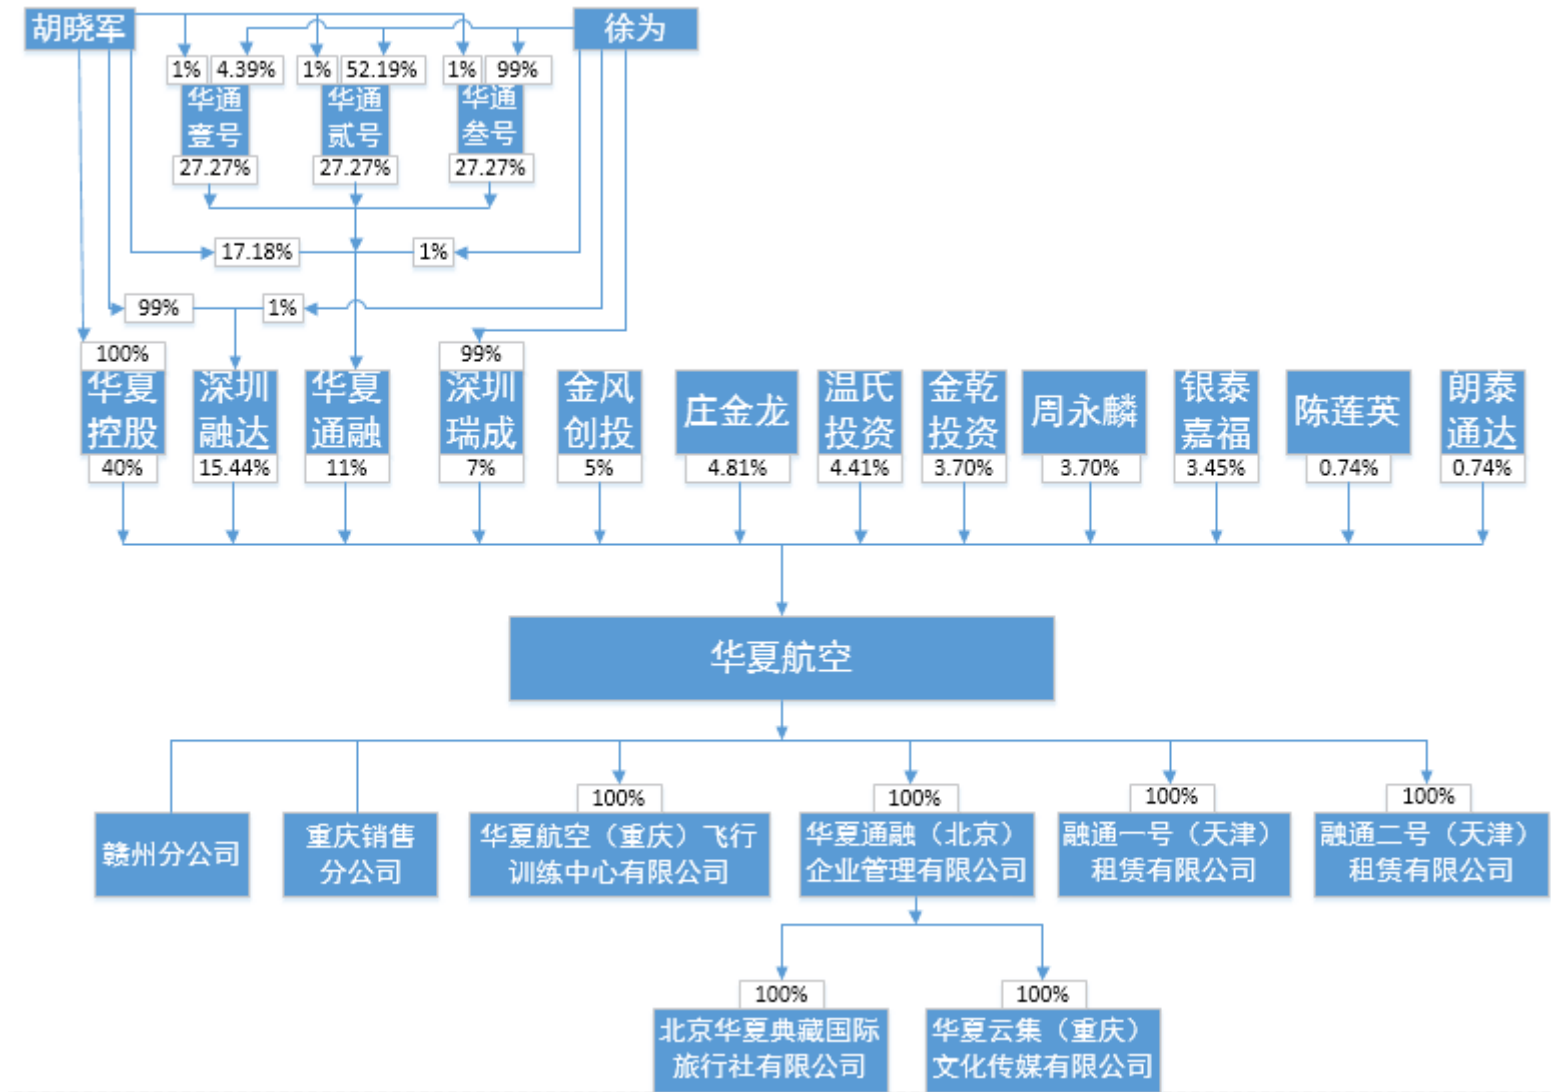 胡晓军
徐为
1%
4.39%
1%
52.19%
1%
99%
华通
壹号
华通
贰号
华通
叁号
27.27%
27.27%
27.27%
17.18%
1%
99%
1%
100%
99%
华夏
控股
深圳
融达
华夏
通融
深圳
瑞成
金风
创投
庄金龙
温氏
投资
金乾
投资
周永麟
银泰
嘉福
陈莲英
朗泰
通达
40%
15.44%
11%
7%
5%
4.81%
4.41%
3.70%
3.70%
3.45%
0.74%
0.74%
华夏航空
100%
100%
100%
100%
赣州分公司
重庆销售
分公司
华夏航空（重庆）飞行
训练中心有限公司
华夏通融（北京）
企业管理有限公司
融通一号（天津）
租赁有限公司
融通二号（天津）
租赁有限公司
100%
100%
北京华夏典藏国际
旅行社有限公司
华夏云集（重庆）
文化传媒有限公司